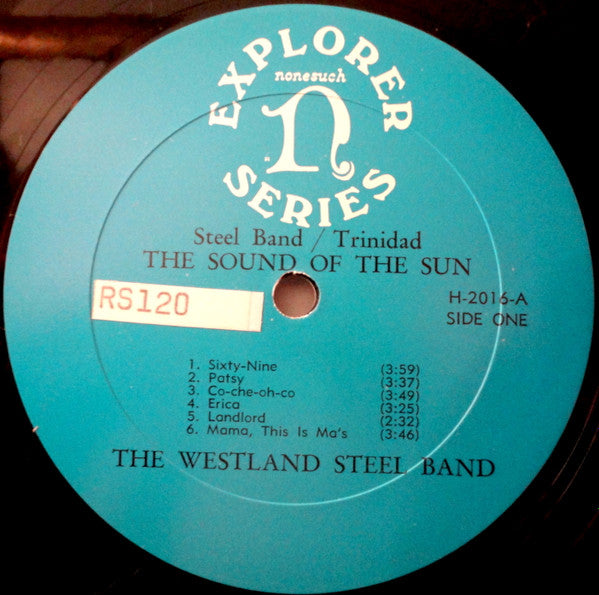 EXPLORER
nonesuch
n
SERIES
Steel Band / Trinidad
THE SOUND OF THE SUN
RS120
H-2016-A
SIDE ONE
1. Sixty-Nine (3:59)
2. Patsy (3:37)
3. Co-che-oh-co (3:49)
4. Erica (3:25)
5. Landlord (2:32)
6. Mama, This Is Ma's (3:46)
THE WESTLAND STEEL BAND